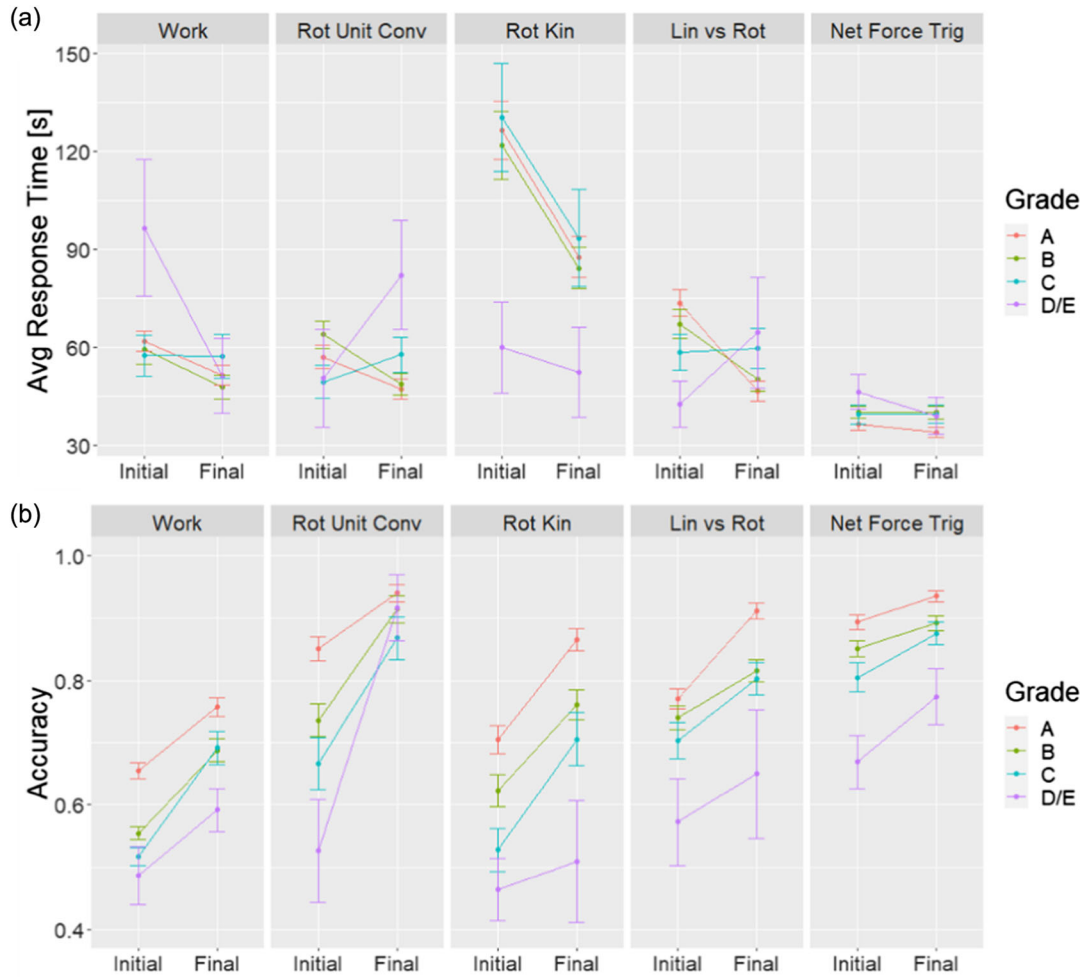 (a)
Work Rot Unit Conv Rot Kin Lin vs Rot Net Force Trig
Avg Response Time [s]
150
120
90
60
30
Initial Final Initial Final Initial Final Initial Final Initial Final
Grade
A
B
C
D/E
(b)
Work Rot Unit Conv Rot Kin Lin vs Rot Net Force Trig
Accuracy
1.0
0.8
0.6
0.4
Initial Final Initial Final Initial Final Initial Final Initial Final
Grade
A
B
C
D/E